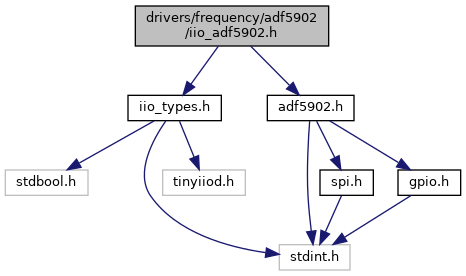 drivers/frequency/adf5902
/iio_adf5902.h
iio_types.h
adf5902.h
stdbool.h
tinyiiod.h
spi.h
gpio.h
stdint.h